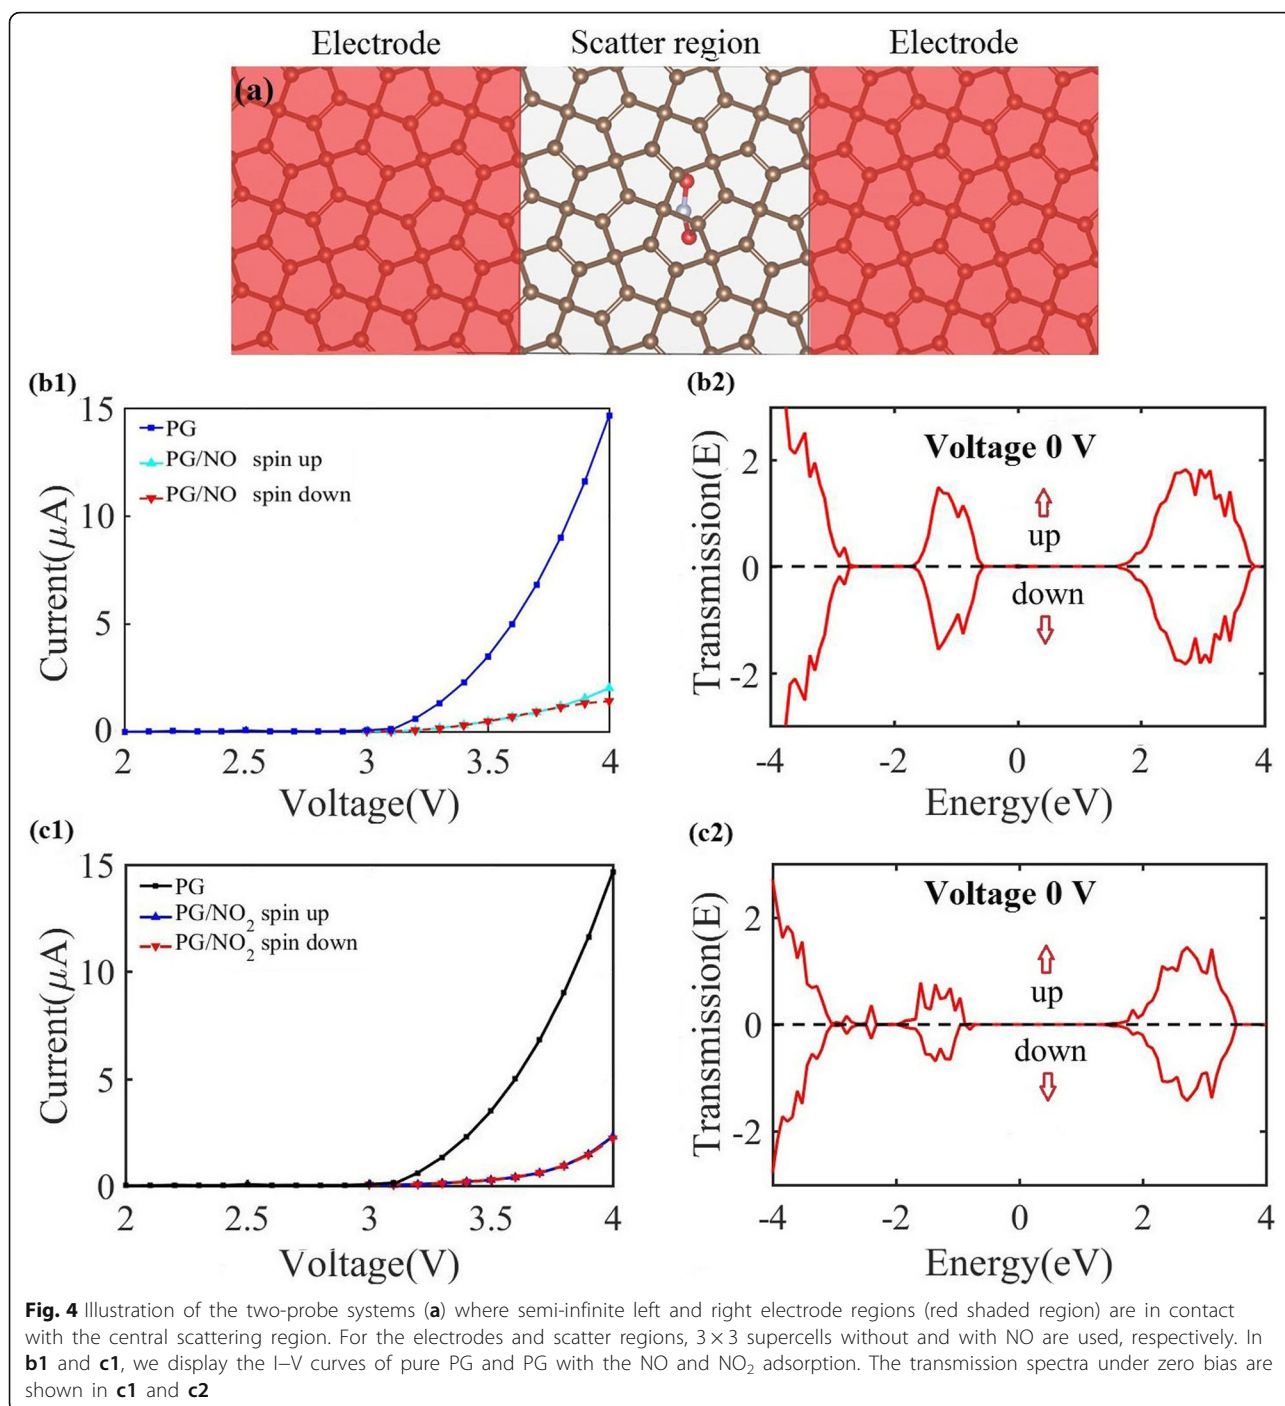 Electrode Scatter region Electrode
(a)
(b1)
15
10
5
0
Current(μA)
PG
PG/NO spin up
PG/NO spin down
2 2.5 3 3.5 4
Voltage(V)
(b2)
2
0
-2
Transmission(E)
Voltage 0 V
up
down
-4 -2 0 2 4
Energy(eV)
(c1)
15
10
5
0
Current(μA)
PG
PG/NO₂ spin up
PG/NO₂ spin down
2 2.5 3 3.5 4
Voltage(V)
(c2)
2
0
-2
Transmission(E)
Voltage 0 V
up
down
-4 -2 0 2 4
Energy(eV)
Fig. 4 Illustration of the two-probe systems (a) where semi-infinite left and right electrode regions (red shaded region) are in contact
with the central scattering region. For the electrodes and scatter regions, 3 × 3 supercells without and with NO are used, respectively. In
b1 and c1, we display the I–V curves of pure PG and PG with the NO and NO₂ adsorption. The transmission spectra under zero bias are
shown in c1 and c2